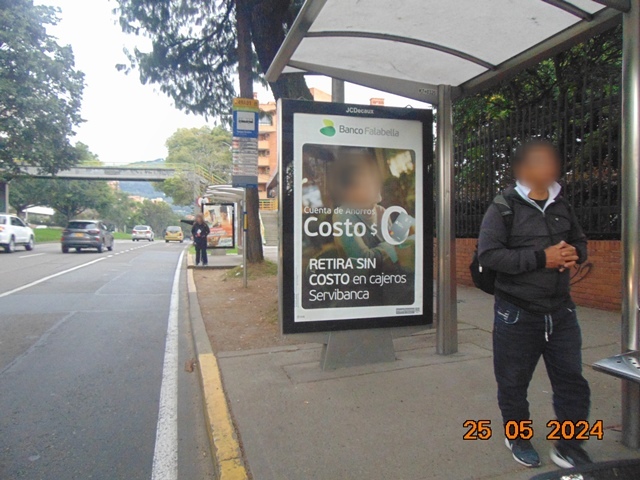 JCDecaux
Banco Falabella
Cuenta de Ahorros
Costo $0
RETIRA SIN
COSTO en cajeros
Servibanca
25 05 2024